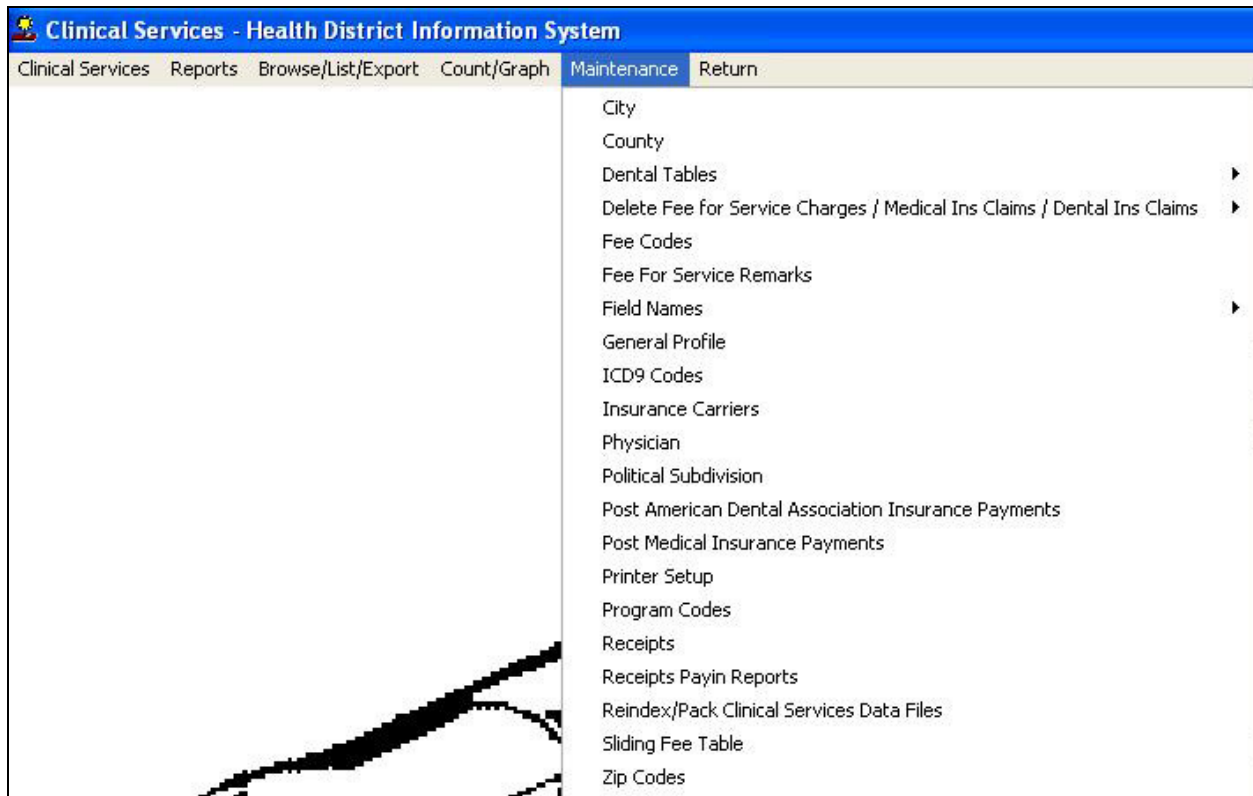 Clinical Services - Health District Information System
Clinical Services Reports Browse/List/Export Count/Graph Maintenance Return
City
County
Dental Tables
Delete Fee for Service Charges / Medical Ins Claims / Dental Ins Claims
Fee Codes
Fee For Service Remarks
Field Names
General Profile
ICD9 Codes
Insurance Carriers
Physician
Political Subdivision
Post American Dental Association Insurance Payments
Post Medical Insurance Payments
Printer Setup
Program Codes
Receipts
Receipts Payin Reports
Reindex/Pack Clinical Services Data Files
Sliding Fee Table
Zip Codes